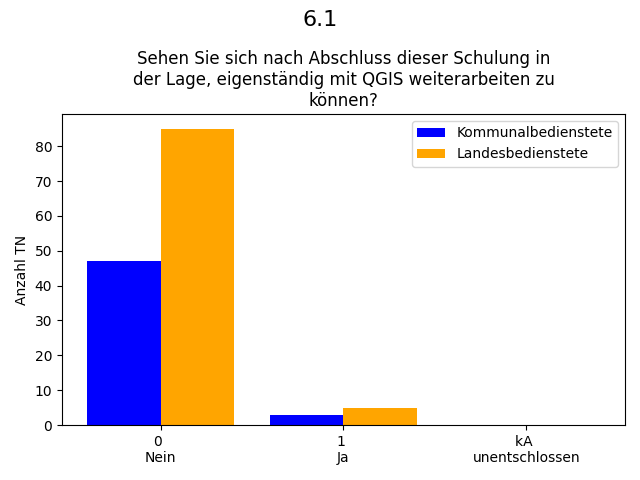 6.1
Sehen Sie sich nach Abschluss dieser Schulung in
der Lage, eigenständig mit QGIS weiterarbeiten zu
können?
Kommunalbedienstete
Landesbedienstete
Anzahl TN
80
70
60
50
40
30
20
10
0
0 1 kA
Nein Ja unentschlossen